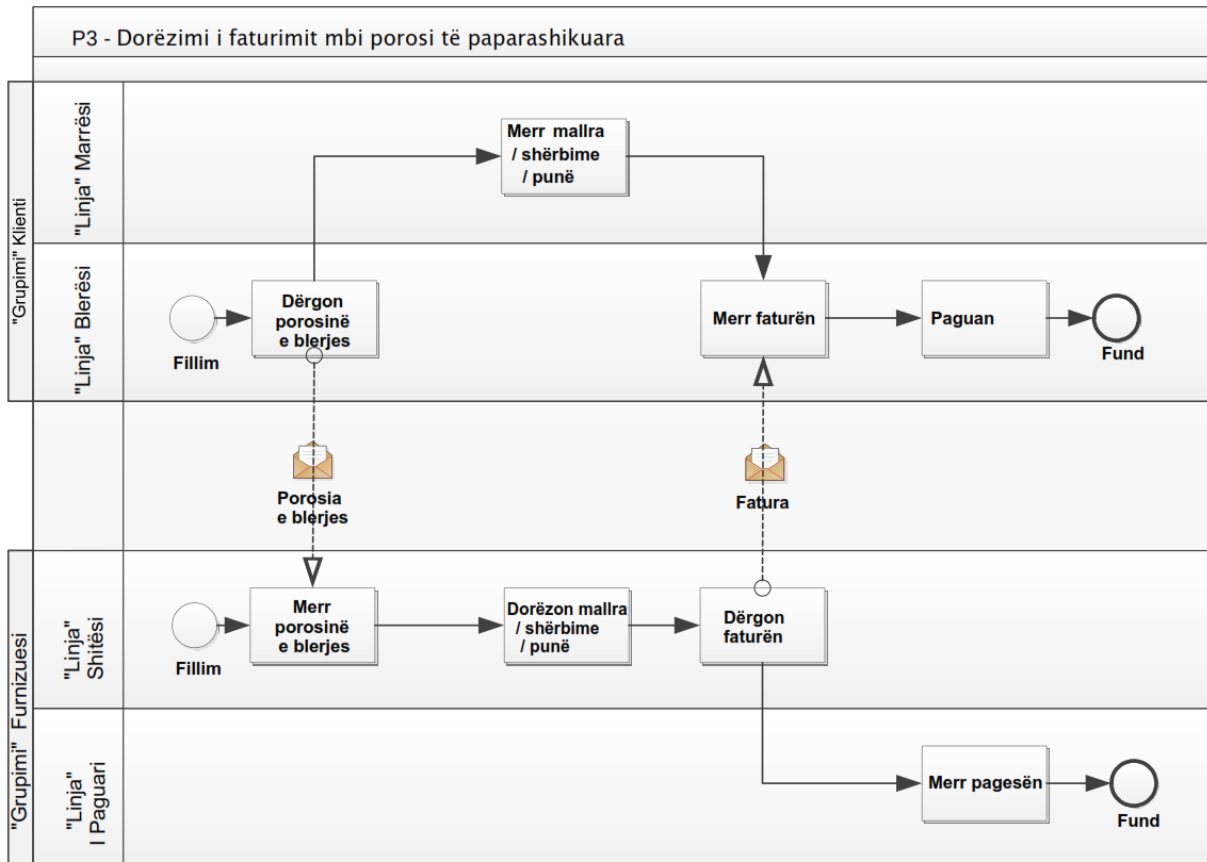 P3 - Dorëzimi i faturimit mbi porosi të paparashikuara
"Grupimi" Klienti
"Linja" Marrësi
Merr mallra
/ shërbime
/ punë
"Linja" Blerësi
Fillim
Dërgon
porosinë
e blerjes
Merr faturën
Paguan
Fund
Porosia
e blerjes
Fatura
"Grupimi" Furnizuesi
"Linja"
Shitësi
Fillim
Merr
porosinë
e blerjes
Dorëzon mallra
/ shërbime
/ punë
Dërgon
faturën
"Linja"
I Paguari
Merr pagesën
Fund